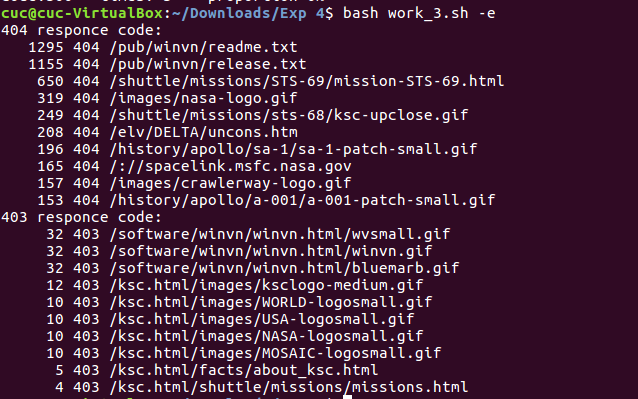 cuc@cuc-VirtualBox:~/Downloads/Exp 4$ bash work_3.sh -e
404 responce code:
1295 404 /pub/winvn/readme.txt
1155 404 /pub/winvn/release.txt
650 404 /shuttle/missions/STS-69/mission-STS-69.html
319 404 /images/nasa-logo.gif
249 404 /shuttle/missions/sts-68/ksc-upclose.gif
208 404 /elv/DELTA/uncons.htm
196 404 /history/apollo/sa-1/sa-1-patch-small.gif
165 404 /://spacelink.msfc.nasa.gov
157 404 /images/crawlerway-logo.gif
153 404 /history/apollo/a-001/a-001-patch-small.gif
403 responce code:
32 403 /software/winvn/winvn.html/wvsmall.gif
32 403 /software/winvn/winvn.html/winvn.gif
32 403 /software/winvn/winvn.html/bluemarb.gif
12 403 /ksc.html/images/ksclogo-medium.gif
10 403 /ksc.html/images/WORLD-logosmall.gif
10 403 /ksc.html/images/USA-logosmall.gif
10 403 /ksc.html/images/NASA-logosmall.gif
10 403 /ksc.html/images/MOSAIC-logosmall.gif
5 403 /ksc.html/facts/about_ksc.html
4 403 /ksc.html/shuttle/missions/missions.html